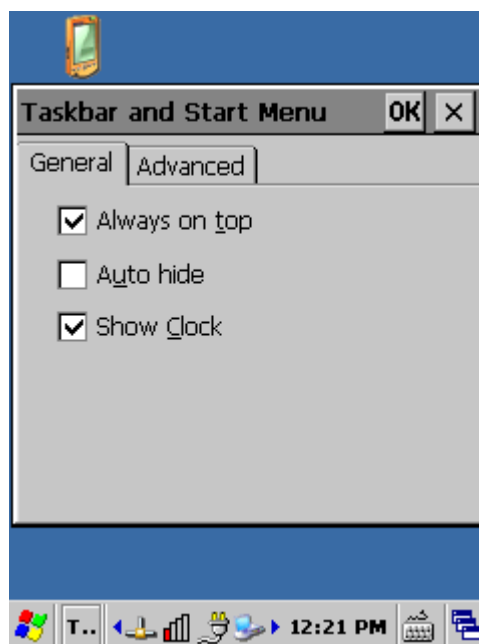 Taskbar and Start Menu OK ×
General Advanced
Always on top
Auto hide
Show Clock
T.. 12:21 PM